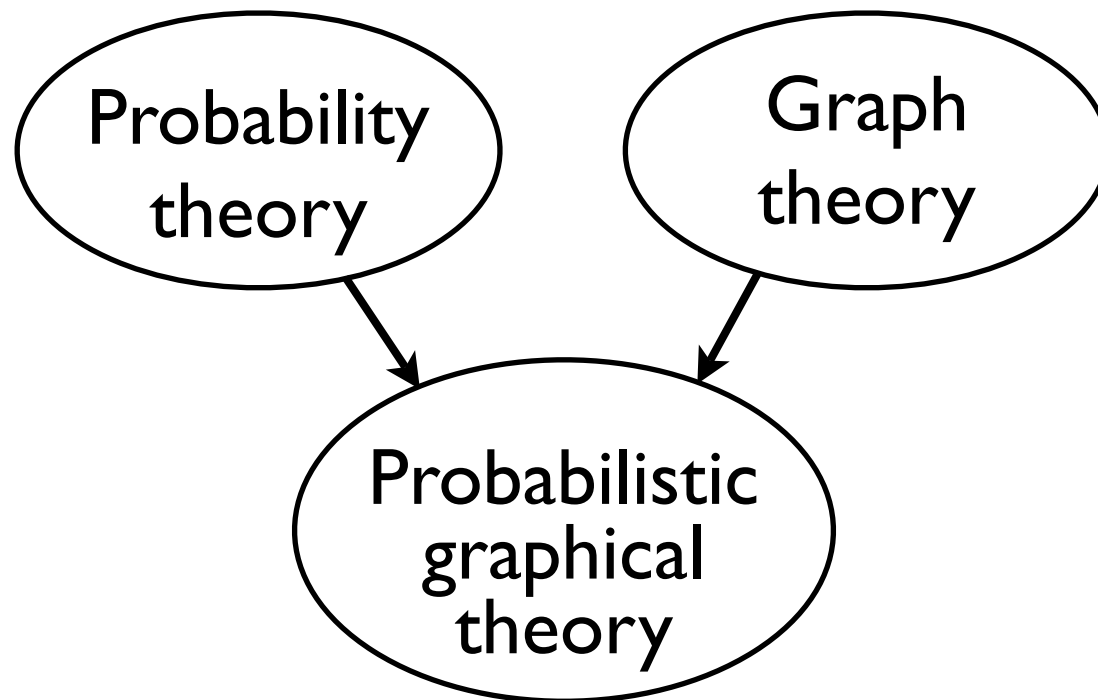 Probability
theory
Graph
theory
Probabilistic
graphical
theory